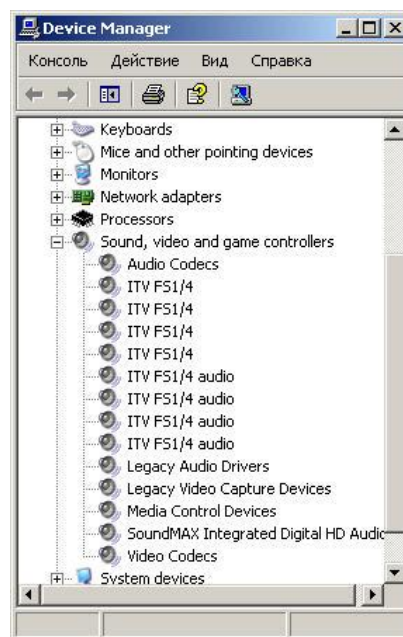 Device Manager
Консоль Действие Вид Справка
Keyboards
Mice and other pointing devices
Monitors
Network adapters
Processors
Sound, video and game controllers
Audio Codecs
ITV FS1/4
ITV FS1/4
ITV FS1/4
ITV FS1/4
ITV FS1/4 audio
ITV FS1/4 audio
ITV FS1/4 audio
ITV FS1/4 audio
Legacy Audio Drivers
Legacy Video Capture Devices
Media Control Devices
SoundMAX Integrated Digital HD Audic
Video Codecs
System devices